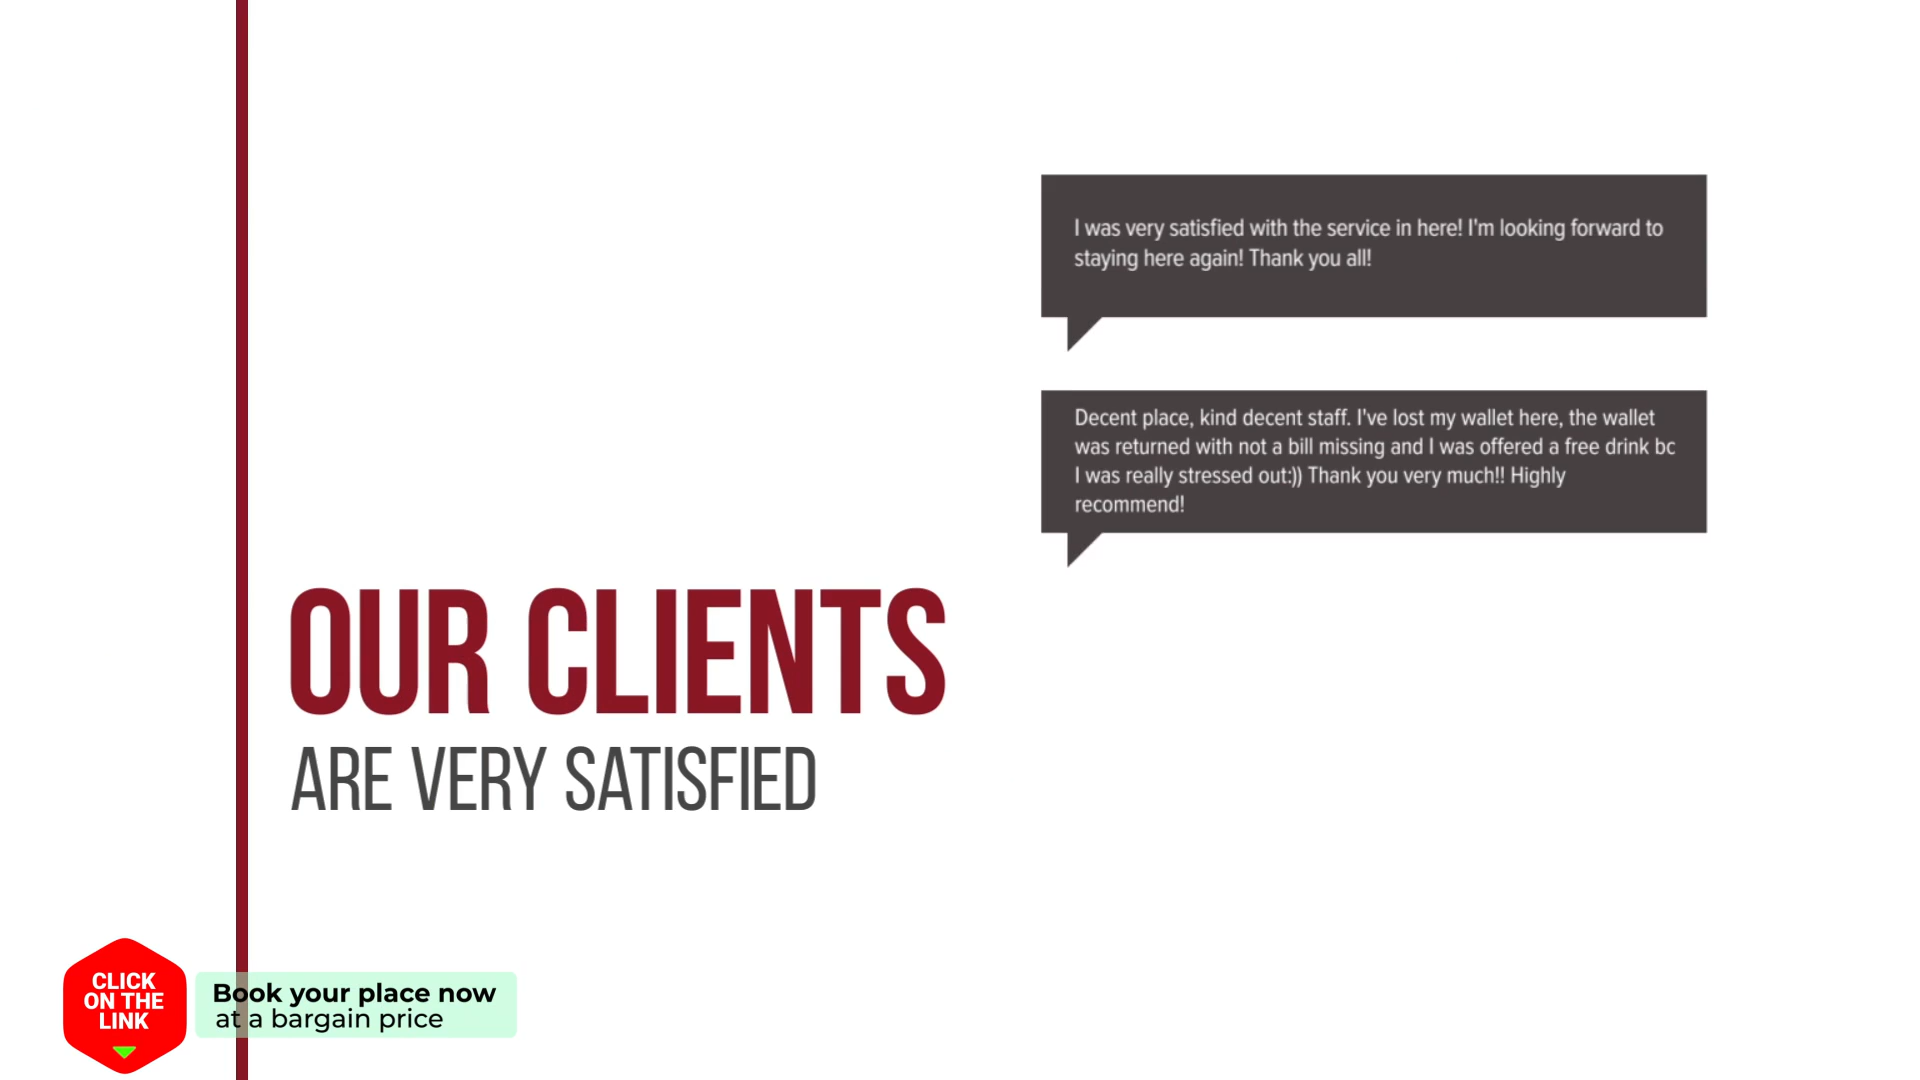 I was very satisfied with the service in here! I'm looking forward to
staying here again! Thank you all!
Decent place, kind decent staff. I've lost my wallet here, the wallet
was returned with not a bill missing and I was offered a free drink bc
I was really stressed out:)) Thank you very much!! Highly
recommend!
OUR CLIENTS
ARE VERY SATISFIED
CLICK
ON THE
LINK
Book your place now
at a bargain price